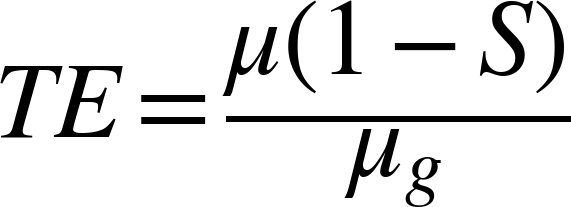 TE = μ(1 − S) / μ_g